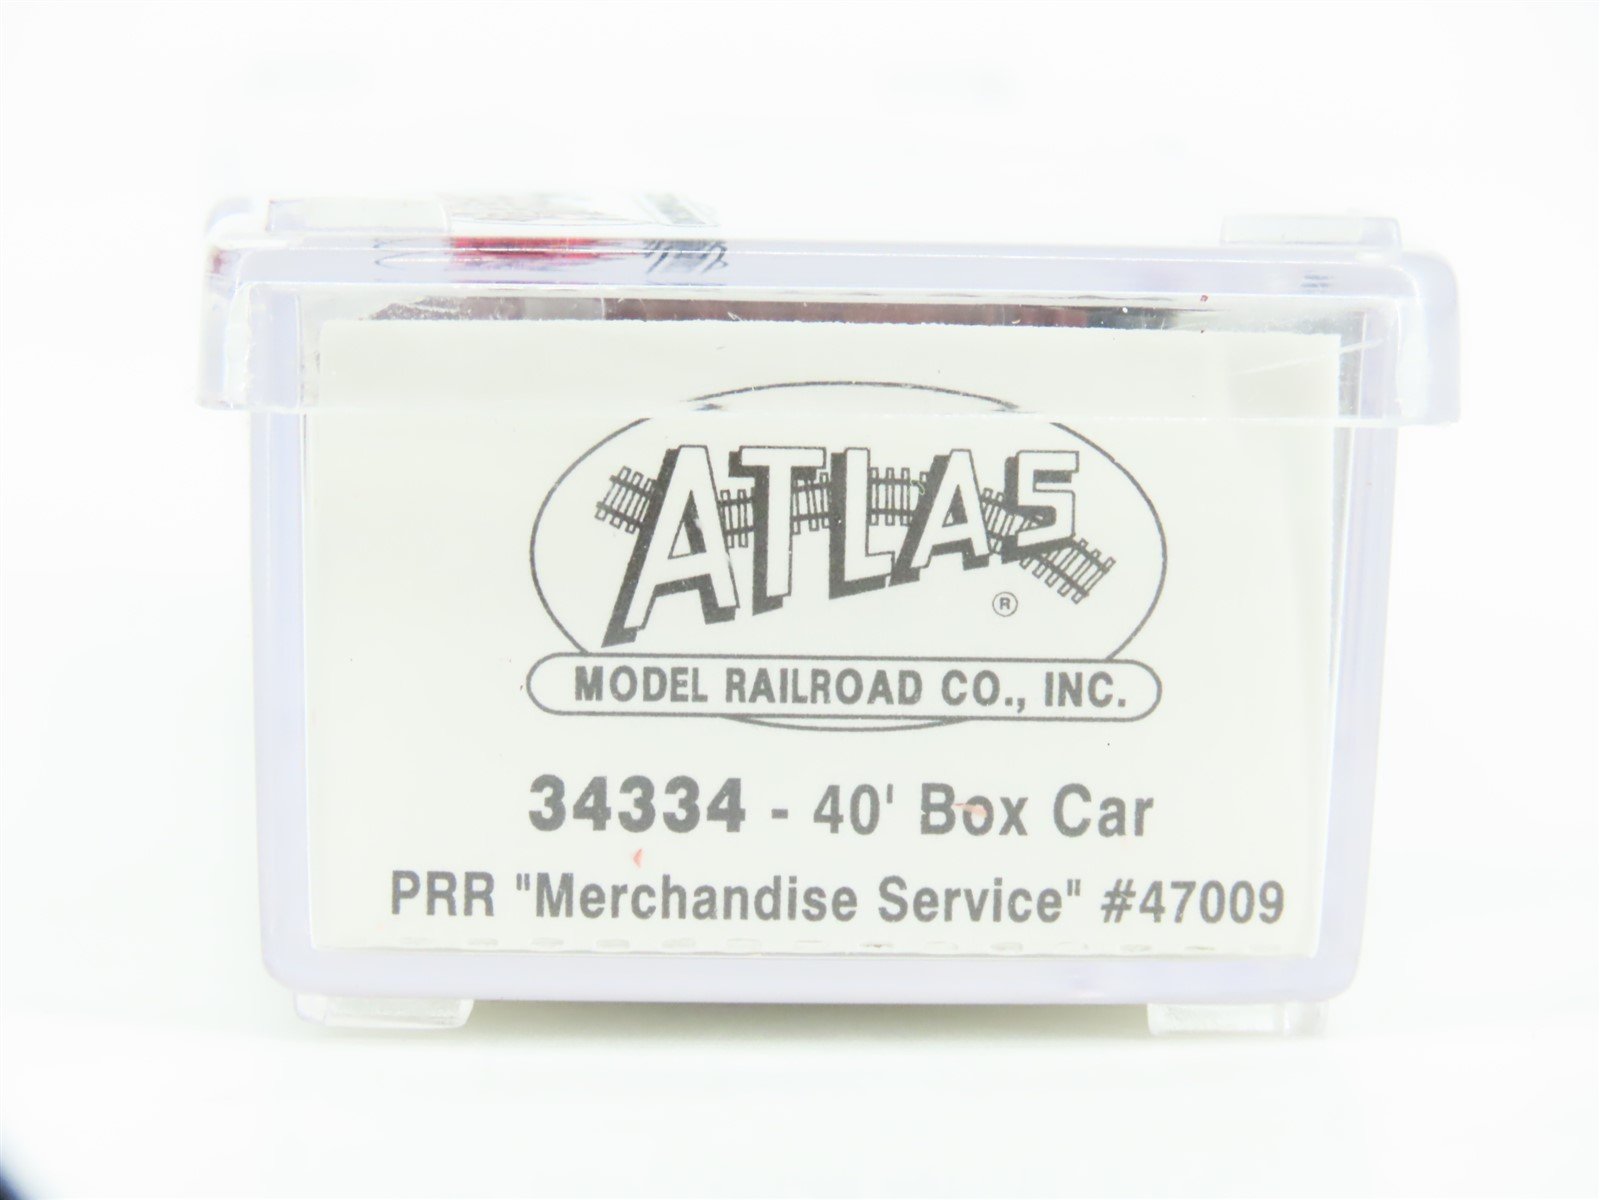 ATLAS
®
MODEL RAILROAD CO., INC.
34334 - 40' Box Car
PRR "Merchandise Service" #47009